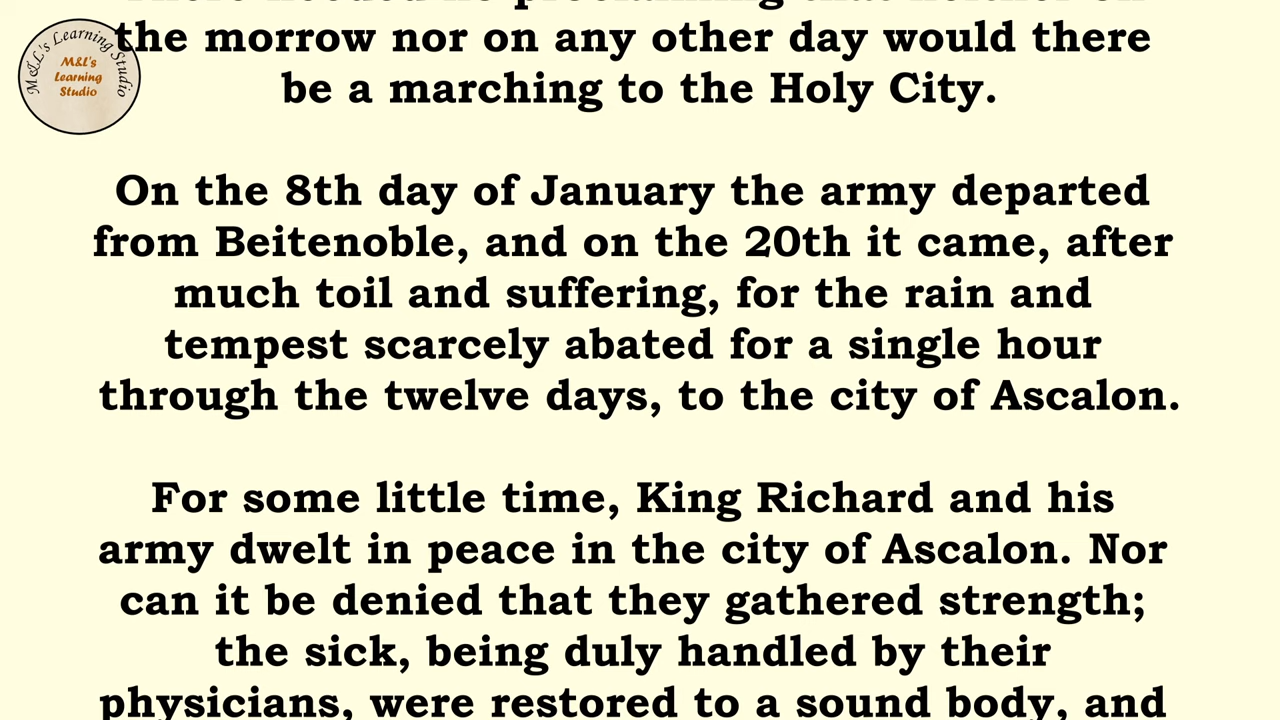 the morrow nor on any other day would there
be a marching to the Holy City.
On the 8th day of January the army departed
from Beitenoble, and on the 20th it came, after
much toil and suffering, for the rain and
tempest scarcely abated for a single hour
through the twelve days, to the city of Ascalon.
For some little time, King Richard and his
army dwelt in peace in the city of Ascalon. Nor
can it be denied that they gathered strength;
the sick, being duly handled by their
physicians, were restored to a sound body, and
M&L's Learning Studio
M&L's
Learning
Studio